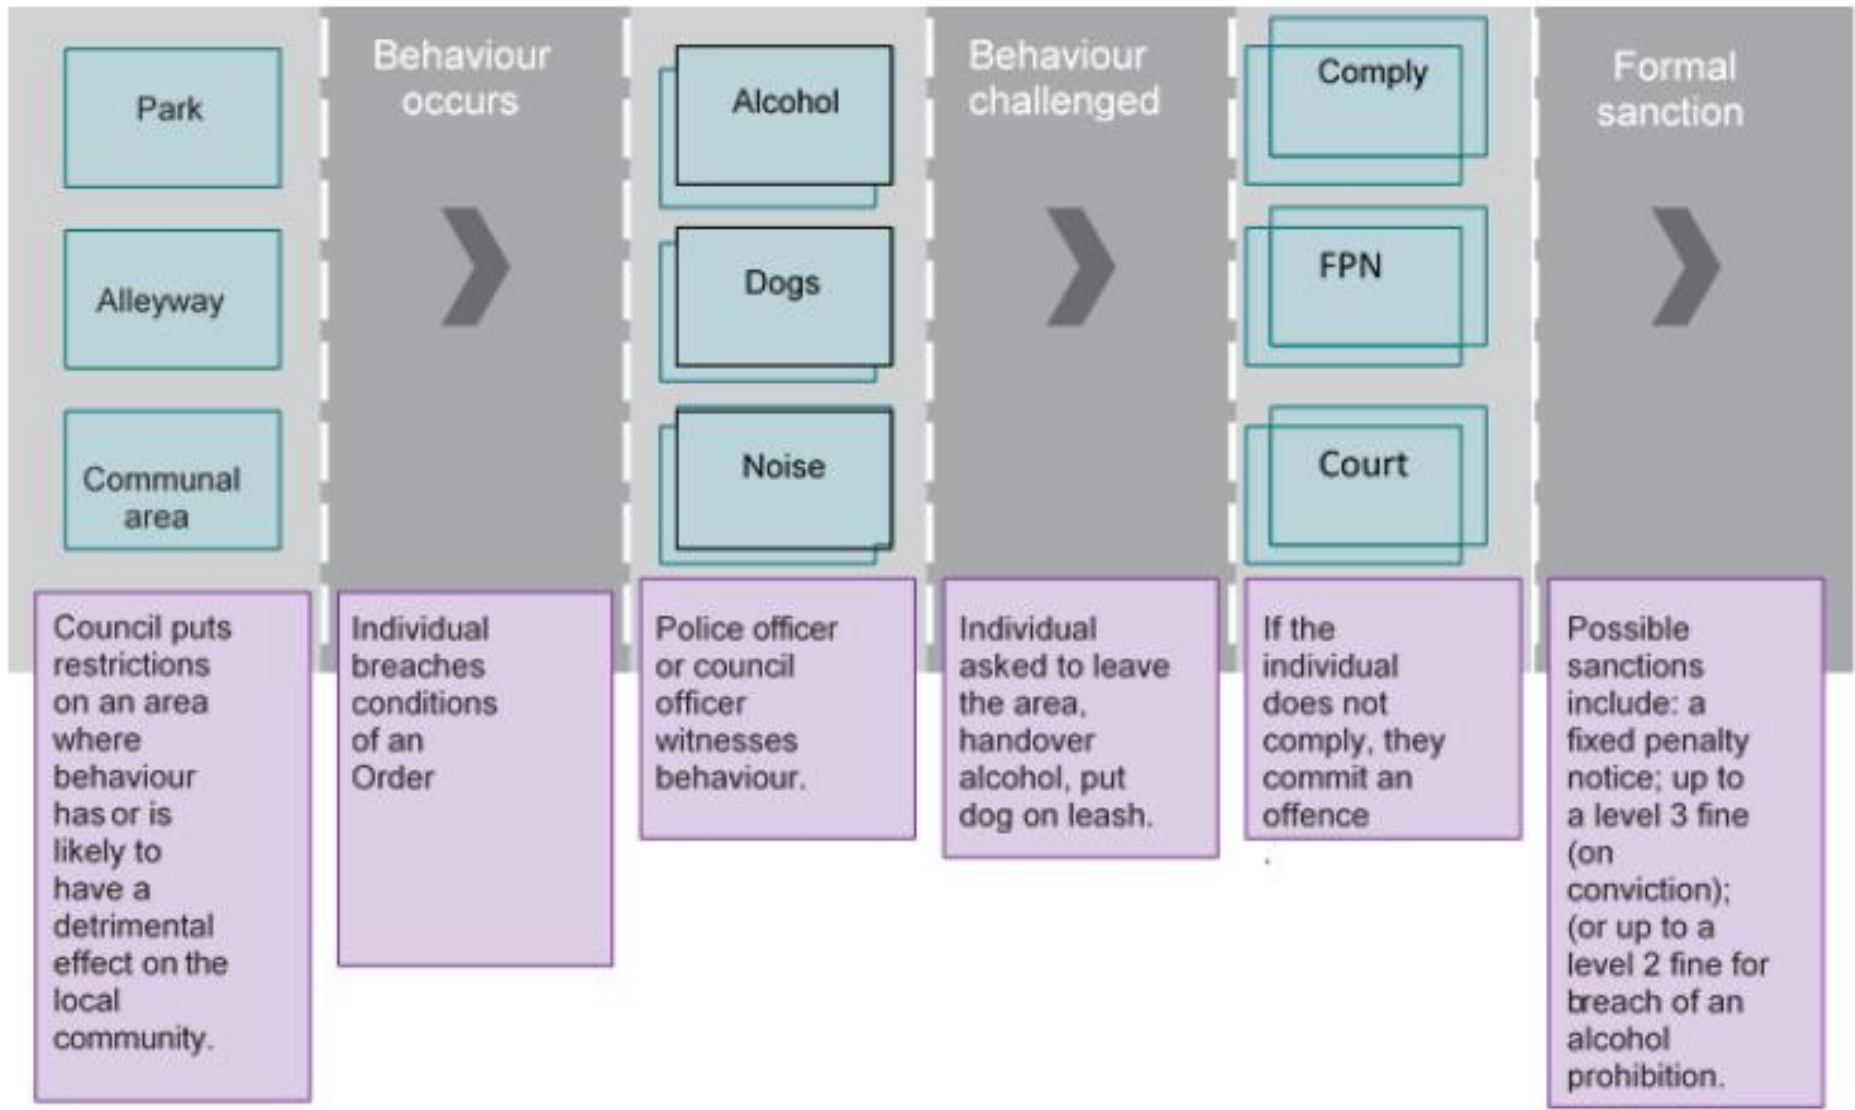 Park
Alleyway
Communal
area
Behaviour
occurs
Alcohol
Dogs
Noise
Behaviour
challenged
Comply
FPN
Court
Formal
sanction
Council puts
restrictions
on an area
where
behaviour
has or is
likely to
have a
detrimental
effect on the
local
community.
Individual
breaches
conditions
of an
Order
Police officer
or council
officer
witnesses
behaviour.
Individual
asked to leave
the area,
handover
alcohol, put
dog on leash.
If the
individual
does not
comply, they
commit an
offence
.
Possible
sanctions
include: a
fixed penalty
notice; up to
a level 3 fine
(on
conviction);
(or up to a
level 2 fine for
breach of an
alcohol
prohibition.